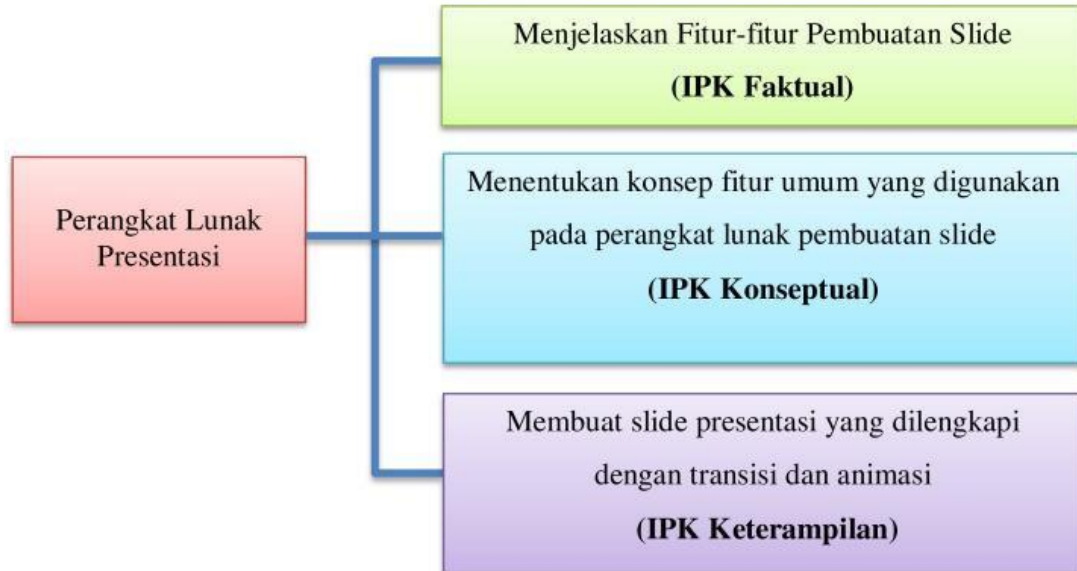 Perangkat Lunak
Presentasi
Menjelaskan Fitur-fitur Pembuatan Slide
(IPK Faktual)
Menentukan konsep fitur umum yang digunakan
pada perangkat lunak pembuatan slide
(IPK Konseptual)
Membuat slide presentasi yang dilengkapi
dengan transisi dan animasi
(IPK Keterampilan)